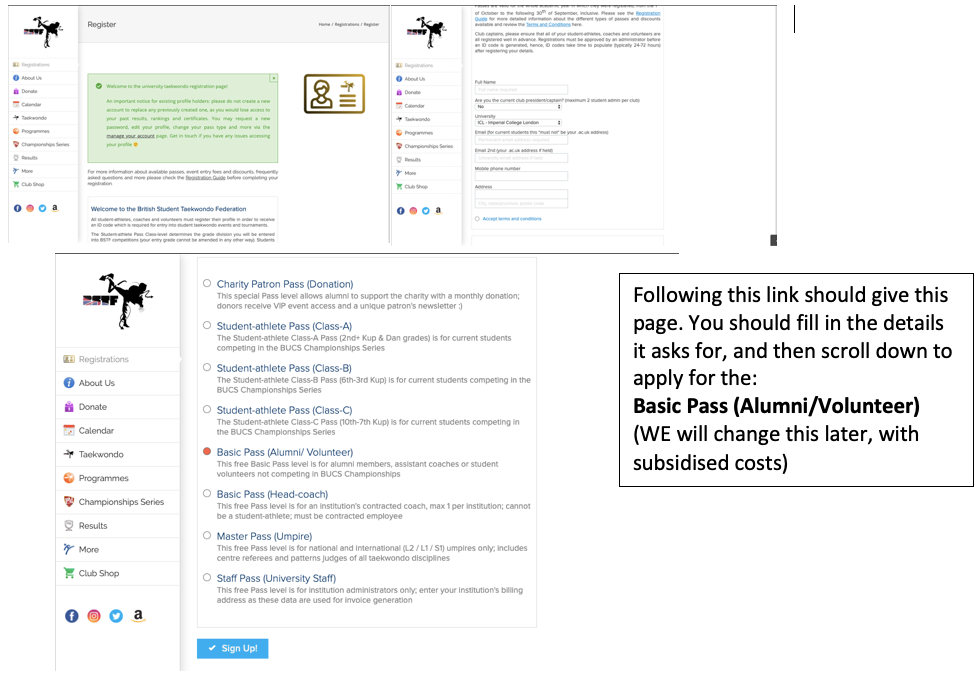 Register
Home / Registrations / Register
Registrations
About Us
Donate
Calendar
Taekwondo
Programmes
Championships Series
Results
More
Club Shop
Welcome to the university taekwondo registration page!
x
An important notice for existing profile holders: please do not create a new
account to replace any previously created one, as you would lose access to
your past results, rankings and certificates. You may request a new
password, edit your profile, change your pass type and more via the
manage your account page. Get in touch if you have any issues accessing
your profile
For more information about available passes, event entry fees and discounts, frequently
asked questions and more please check the Registration Guide before completing your
registration.
Welcome to the British Student Taekwondo Federation
All student-athletes, coaches and volunteers must register their profile in order to receive
an ID code which is required for entry into student taekwondo events and tournaments.
The Student-athlete Pass Class-level determines the grade division you will be entered
into BSTF competitions (your entry grade cannot be amended in any other way). Students
Registrations
About Us
Donate
Calendar
Taekwondo
Programmes
Championships Series
Results
More
Club Shop
of October to the following 30th of September, inclusive. Please see the Registration
Guide for more detailed information about the different types of passes and discounts
available and review the Terms and Conditions here.
Club captains, please ensure that all of your student-athletes, coaches and volunteers are
all registered well in advance. Registrations must be approved by an administrator before
an ID code is generated, hence, ID codes take time to populate (typically 24-72 hours)
after registering your details.
Full Name
Full name required
Are you the current club president/captain? (maximum 2 student admin per club)
No
University
ICL - Imperial College London
Email (for current students this *must not* be your .ac.uk address)
Email 2nd (your .ac.uk address if held)
University email address if held
Mobile phone number
Address
Accept terms and conditions.
BSTF
Registrations
About Us
Donate
Calendar
Taekwondo
Programmes
Championships Series
Results
More
Club Shop
Charity Patron Pass (Donation)
This special Pass level allows alumni to support the charity with a monthly donation;
donors receive VIP event access and a unique patron's newsletter :)
Student-athlete Pass (Class-A)
The Student-athlete Class-A Pass (2nd+ Kup & Dan grades) is for current students
competing in the BUCS Championships Series
Student-athlete Pass (Class-B)
The Student-athlete Class-B Pass (6th-3rd Kup) is for current students competing in the
BUCS Championships Series
Student-athlete Pass (Class-C)
The Student-athlete Class-C Pass (10th-7th Kup) is for current students competing in
the BUCS Championships Series
Basic Pass (Alumni/ Volunteer)
This free Basic Pass level is for alumni members, assistant coaches or student
volunteers not competing in BUCS Championships
Basic Pass (Head-coach)
This free Pass level is for an institution's contracted coach, max 1 per institution; cannot
be a student-athlete; must be contracted employee
Master Pass (Umpire)
This free Pass level is for national and international (L2 / L1 / S1) umpires only; includes
centre referees and patterns judges of all taekwondo disciplines
Staff Pass (University Staff)
This free Pass level is for institution administrators only; enter your institution's billing
address as these data are used for invoice generation
Sign Up!
Following this link should give this
page. You should fill in the details
it asks for, and then scroll down to
apply for the:
Basic Pass (Alumni/Volunteer)
(WE will change this later, with
subsidised costs)